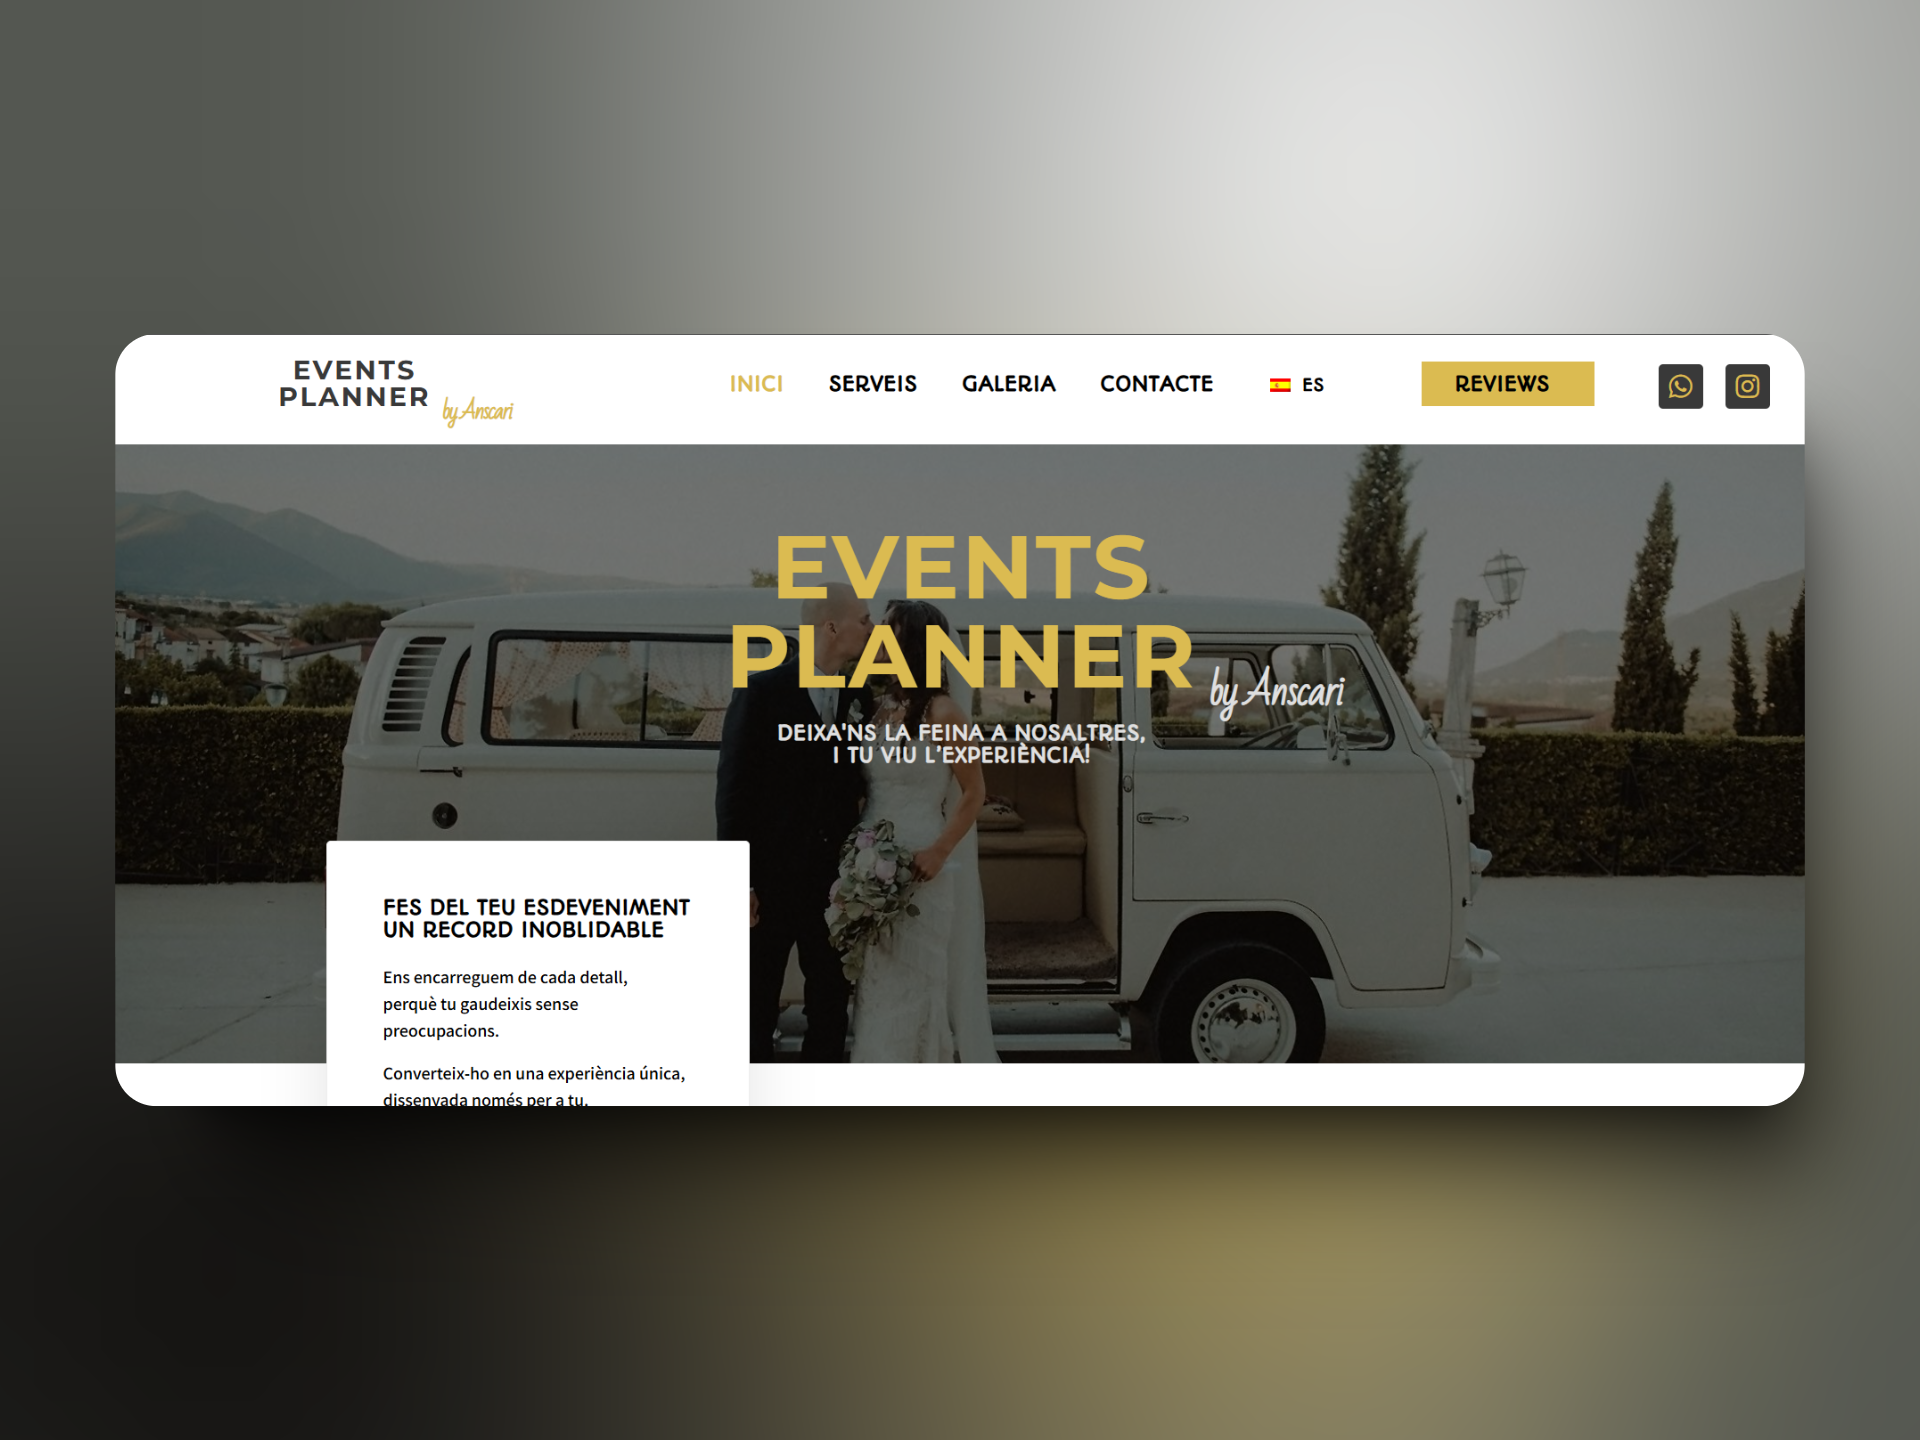 EVENTS
PLANNER
by Anscari
INICI
SERVEIS
GALERIA
CONTACTE
ES
REVIEWS
EVENTS
PLANNER
by Anscari
DEIXA'NS LA FEINA A NOSALTRES,
I TU VIU L'EXPERIÈNCIA!
FES DEL TEU ESDEVENIMENT
UN RECORD INOBLIDABLE
Ens encarreguem de cada detall,
perquè tu gaudeixis sense
preocupacions.
Converteix-ho en una experiència única,
dissenyada només per a tu.